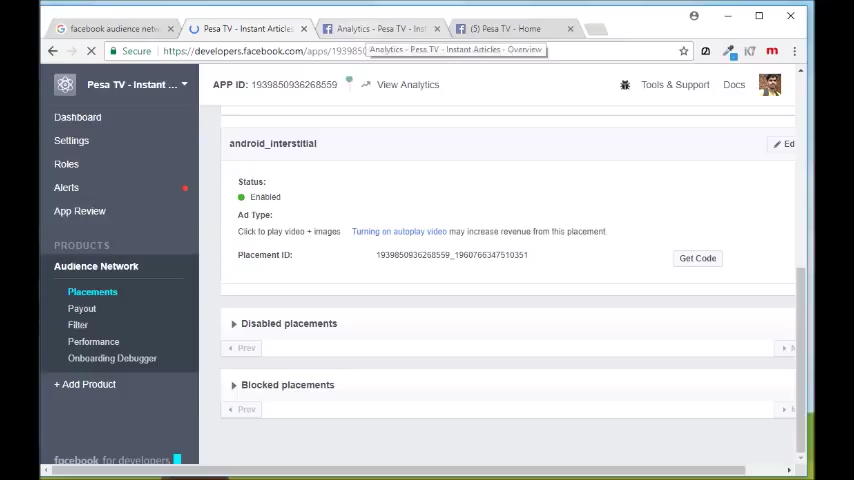 facebook audience netw
Pesa TV - Instant Articles
Analytics - Pesa TV - Inst
(5) Pesa TV - Home
Secure
https://developers.facebook.com/apps/1939850
Analytics - Pesa TV - Instant Articles - Overview
Pesa TV - Instant ...
APP ID: 1939850936268559
View Analytics
Tools & Support
Docs
Dashboard
Settings
Roles
Alerts
App Review
PRODUCTS
Audience Network
Placements
Payout
Filter
Performance
Onboarding Debugger
+ Add Product
facebook for developers
android_interstitial
Ed
Status:
Enabled
Ad Type:
Click to play video + images Turning on autoplay video may increase revenue from this placement
Placement ID: 1939850936268559_1960766347510351
Get Code
Disabled placements
Prev
Blocked placements
Prev